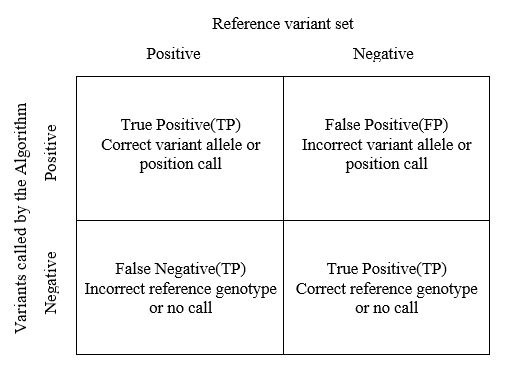 Reference variant set
Positive
Negative
Variants called by the Algorithm
Positive
True Positive(TP)
Correct variant allele or
position call
False Positive(FP)
Incorrect variant allele or
position call
Negative
False Negative(TP)
Incorrect reference genotype
or no call
True Positive(TP)
Correct reference genotype
or no call